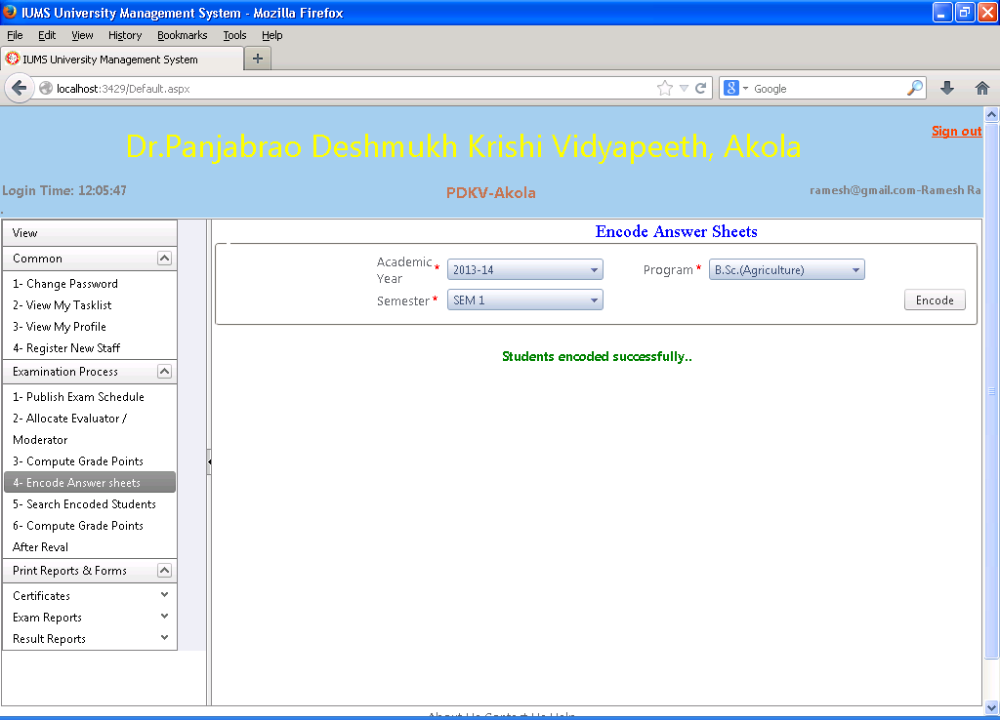 IUMS University Management System - Mozilla Firefox
File Edit View History Bookmarks Tools Help
IUMS University Management System +
localhost:3429/Default.aspx Google
Sign out
Dr.Panjabrao Deshmukh Krishi Vidyapeeth, Akola
Login Time: 12:05:47 PDKV-Akola ramesh@gmail.com-Ramesh Ra
.
View
Common
1- Change Password
2- View My Tasklist
3- View My Profile
4- Register New Staff
Examination Process
1- Publish Exam Schedule
2- Allocate Evaluator /
Moderator
3- Compute Grade Points
4- Encode Answer sheets
5- Search Encoded Students
6- Compute Grade Points
After Reval
Print Reports & Forms
Certificates
Exam Reports
Result Reports
Encode Answer Sheets
Academic
Year * 2013-14 Program * B.Sc.(Agriculture)
Semester * SEM 1 Encode
Students encoded successfully..
About Us Contact Us Help